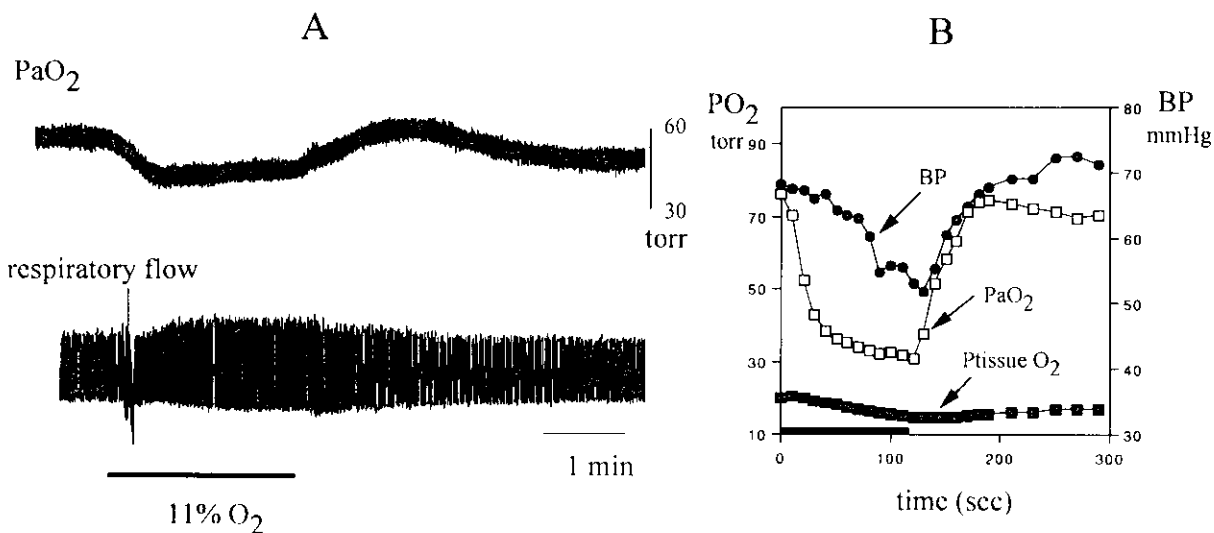 A
PaO2
60
30
torr
respiratory flow
1 min
11% O2
B
PO2
torr
BP
mmHg
90
70
50
30
10
80
70
60
50
40
30
BP
PaO2
Ptissue O2
0
100
200
300
time (sec)